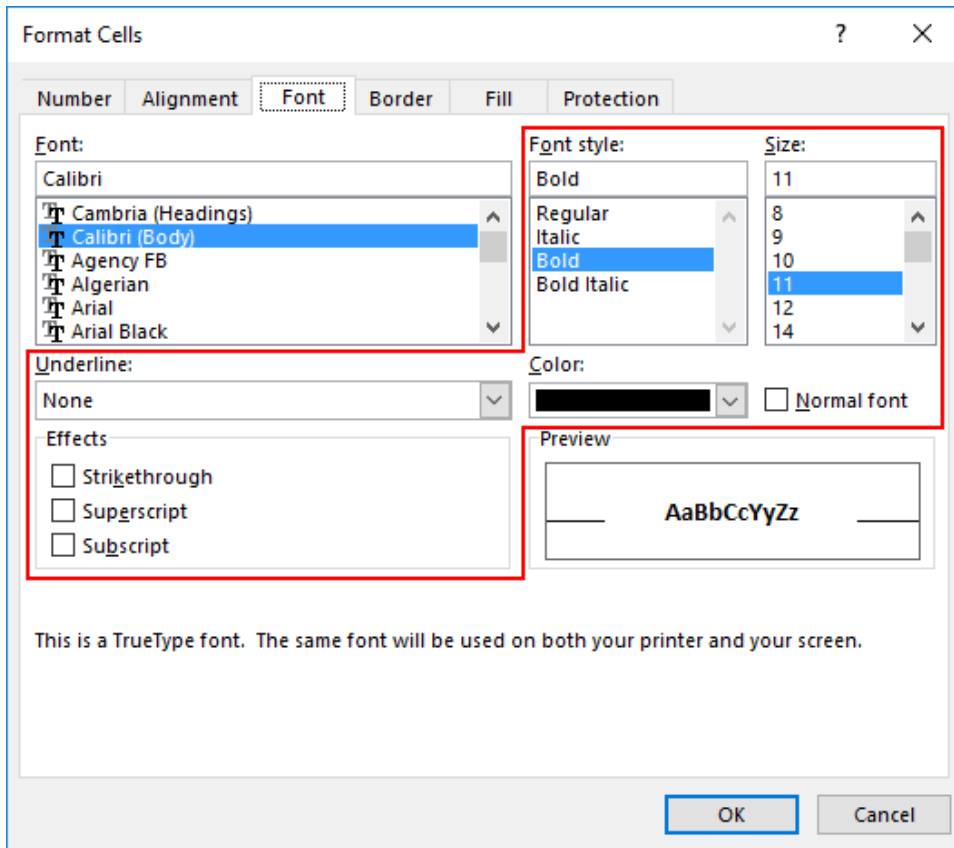 Format Cells ?
Number Alignment Font Border Fill Protection
Font: Font style: Size:
Calibri Bold 11
Cambria (Headings) Regular 8
Calibri (Body) Italic 9
Agency FB Bold 10
Algerian Bold Italic 11
Arial 12
Arial Black 14
Underline: Color:
None Normal font
Effects Preview
Strikethrough
Superscript AaBbCcYyZz
Subscript
This is a TrueType font.  The same font will be used on both your printer and your screen.
OK Cancel